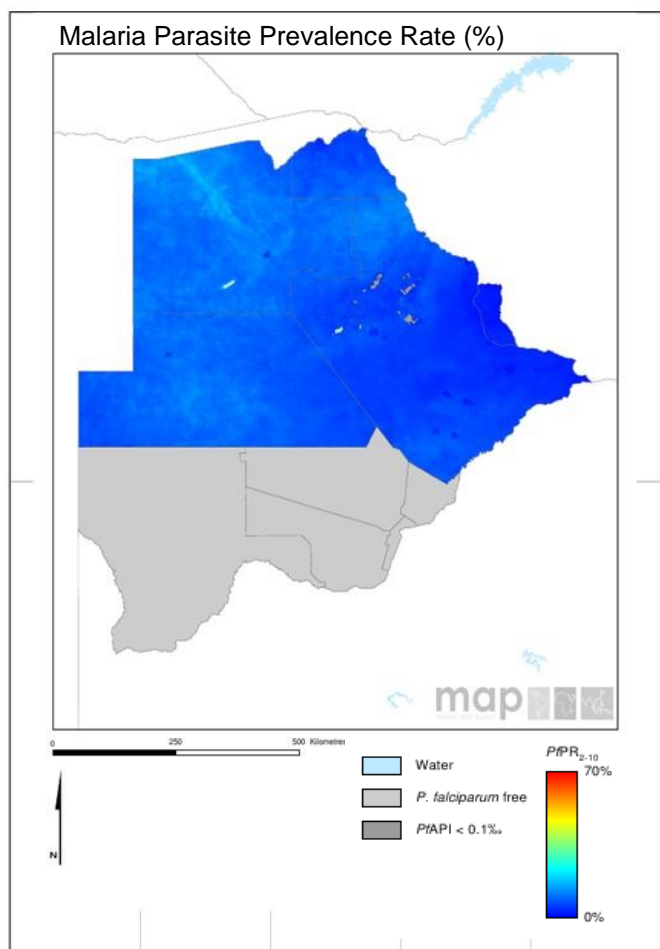 Malaria Parasite Prevalence Rate (%)
map
0 250 500 Kilometres
Water
P. falciparum free
PfAPI < 0.1‰
N
PfPR2-10
70%
0%